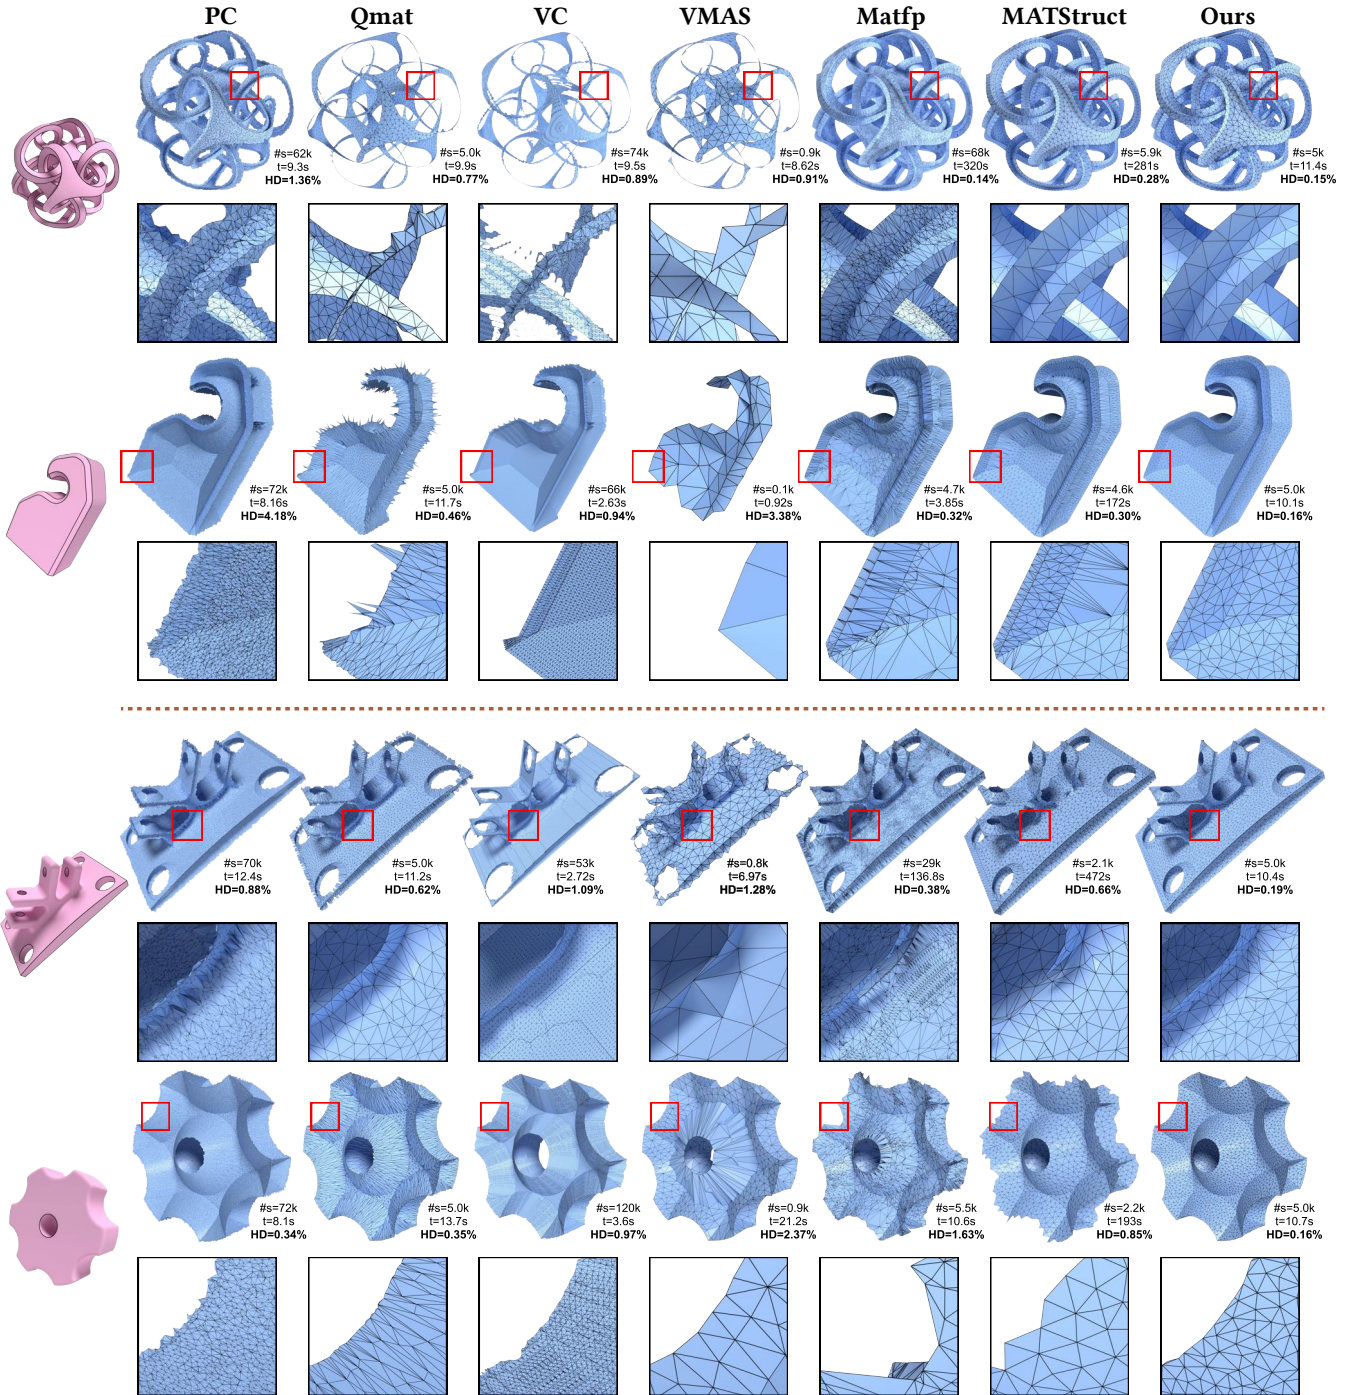 PC Qmat VC VMAS Matfp MATStruct Ours
#s=62k #s=5.0k #s=74k #s=0.9k #s=68k #s=5.9k #s=5k
t=9.3s t=9.9s t=9.5s t=8.62s t=320s t=281s t=11.4s
HD=1.36% HD=0.77% HD=0.89% HD=0.91% HD=0.14% HD=0.28% HD=0.15%
#s=72k #s=5.0k #s=66k #s=0.1k #s=4.7k #s=4.6k #s=5.0k
t=8.16s t=11.7s t=2.63s t=0.92s t=3.85s t=172s t=10.1s
HD=4.18% HD=0.46% HD=0.94% HD=3.38% HD=0.32% HD=0.30% HD=0.16%
#s=70k #s=5.0k #s=53k #s=0.8k #s=29k #s=2.1k #s=5.0k
t=12.4s t=11.2s t=2.72s t=6.97s t=136.8s t=472s t=10.4s
HD=0.88% HD=0.62% HD=1.09% HD=1.28% HD=0.38% HD=0.66% HD=0.19%
#s=72k #s=5.0k #s=120k #s=0.9k #s=5.5k #s=2.2k #s=5.0k
t=8.1s t=13.7s t=3.6s t=21.2s t=10.6s t=193s t=10.7s
HD=0.34% HD=0.35% HD=0.97% HD=2.37% HD=1.63% HD=0.85% HD=0.16%